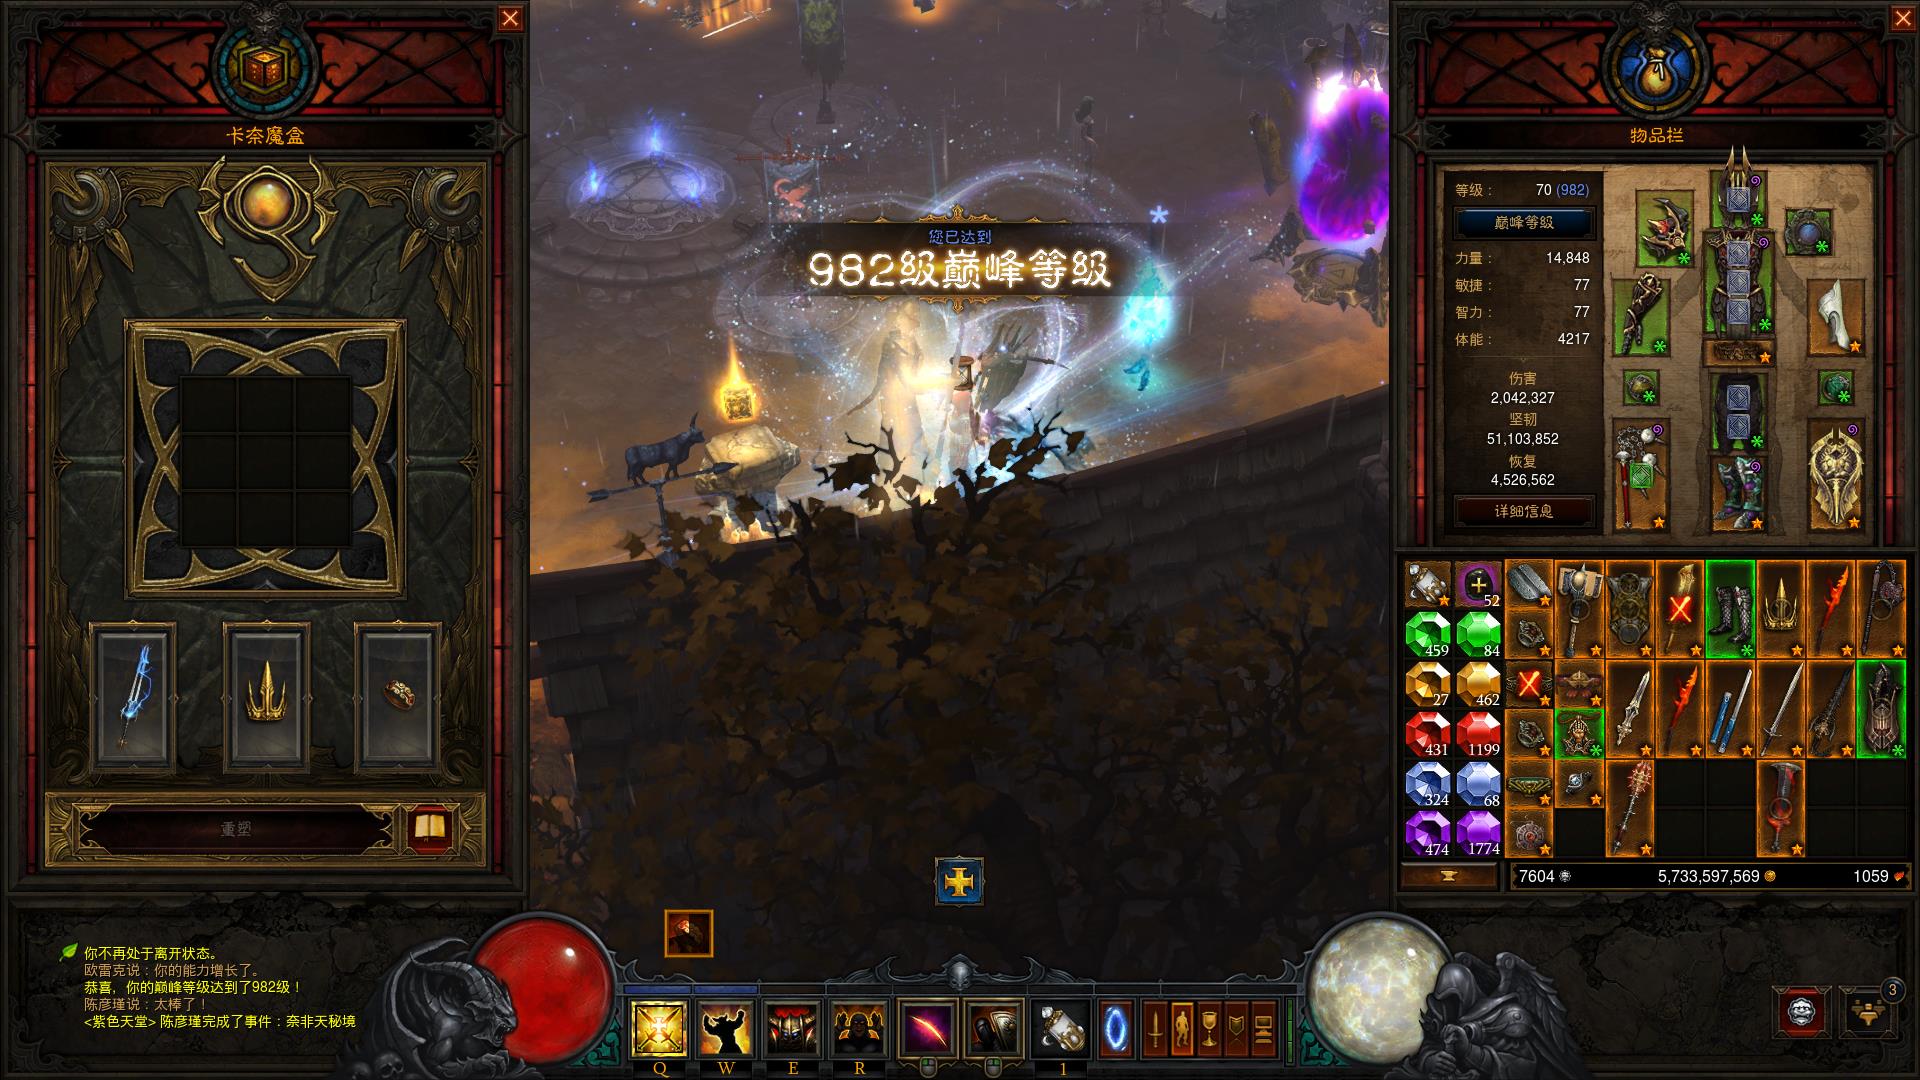 卡奈魔盒
重塑
您已达到
982级巅峰等级
物品栏
等级： 70 (982)
巅峰等级
力量： 14,848
敏捷： 77
智力： 77
体能： 4217
伤害
2,042,327
坚韧
51,103,852
恢复
4,526,562
详细信息
52
459 84
27 462
431 1199
324 68
474 1774
7604 5,733,597,569 1059
你不再处于离开状态。
欧雷克说：你的能力增长了。
恭喜，你的巅峰等级达到了982级！
陈彦瑾说：太棒了！
<紫色天堂> 陈彦瑾完成了事件：奈非天秘境
Q W E R 1
3